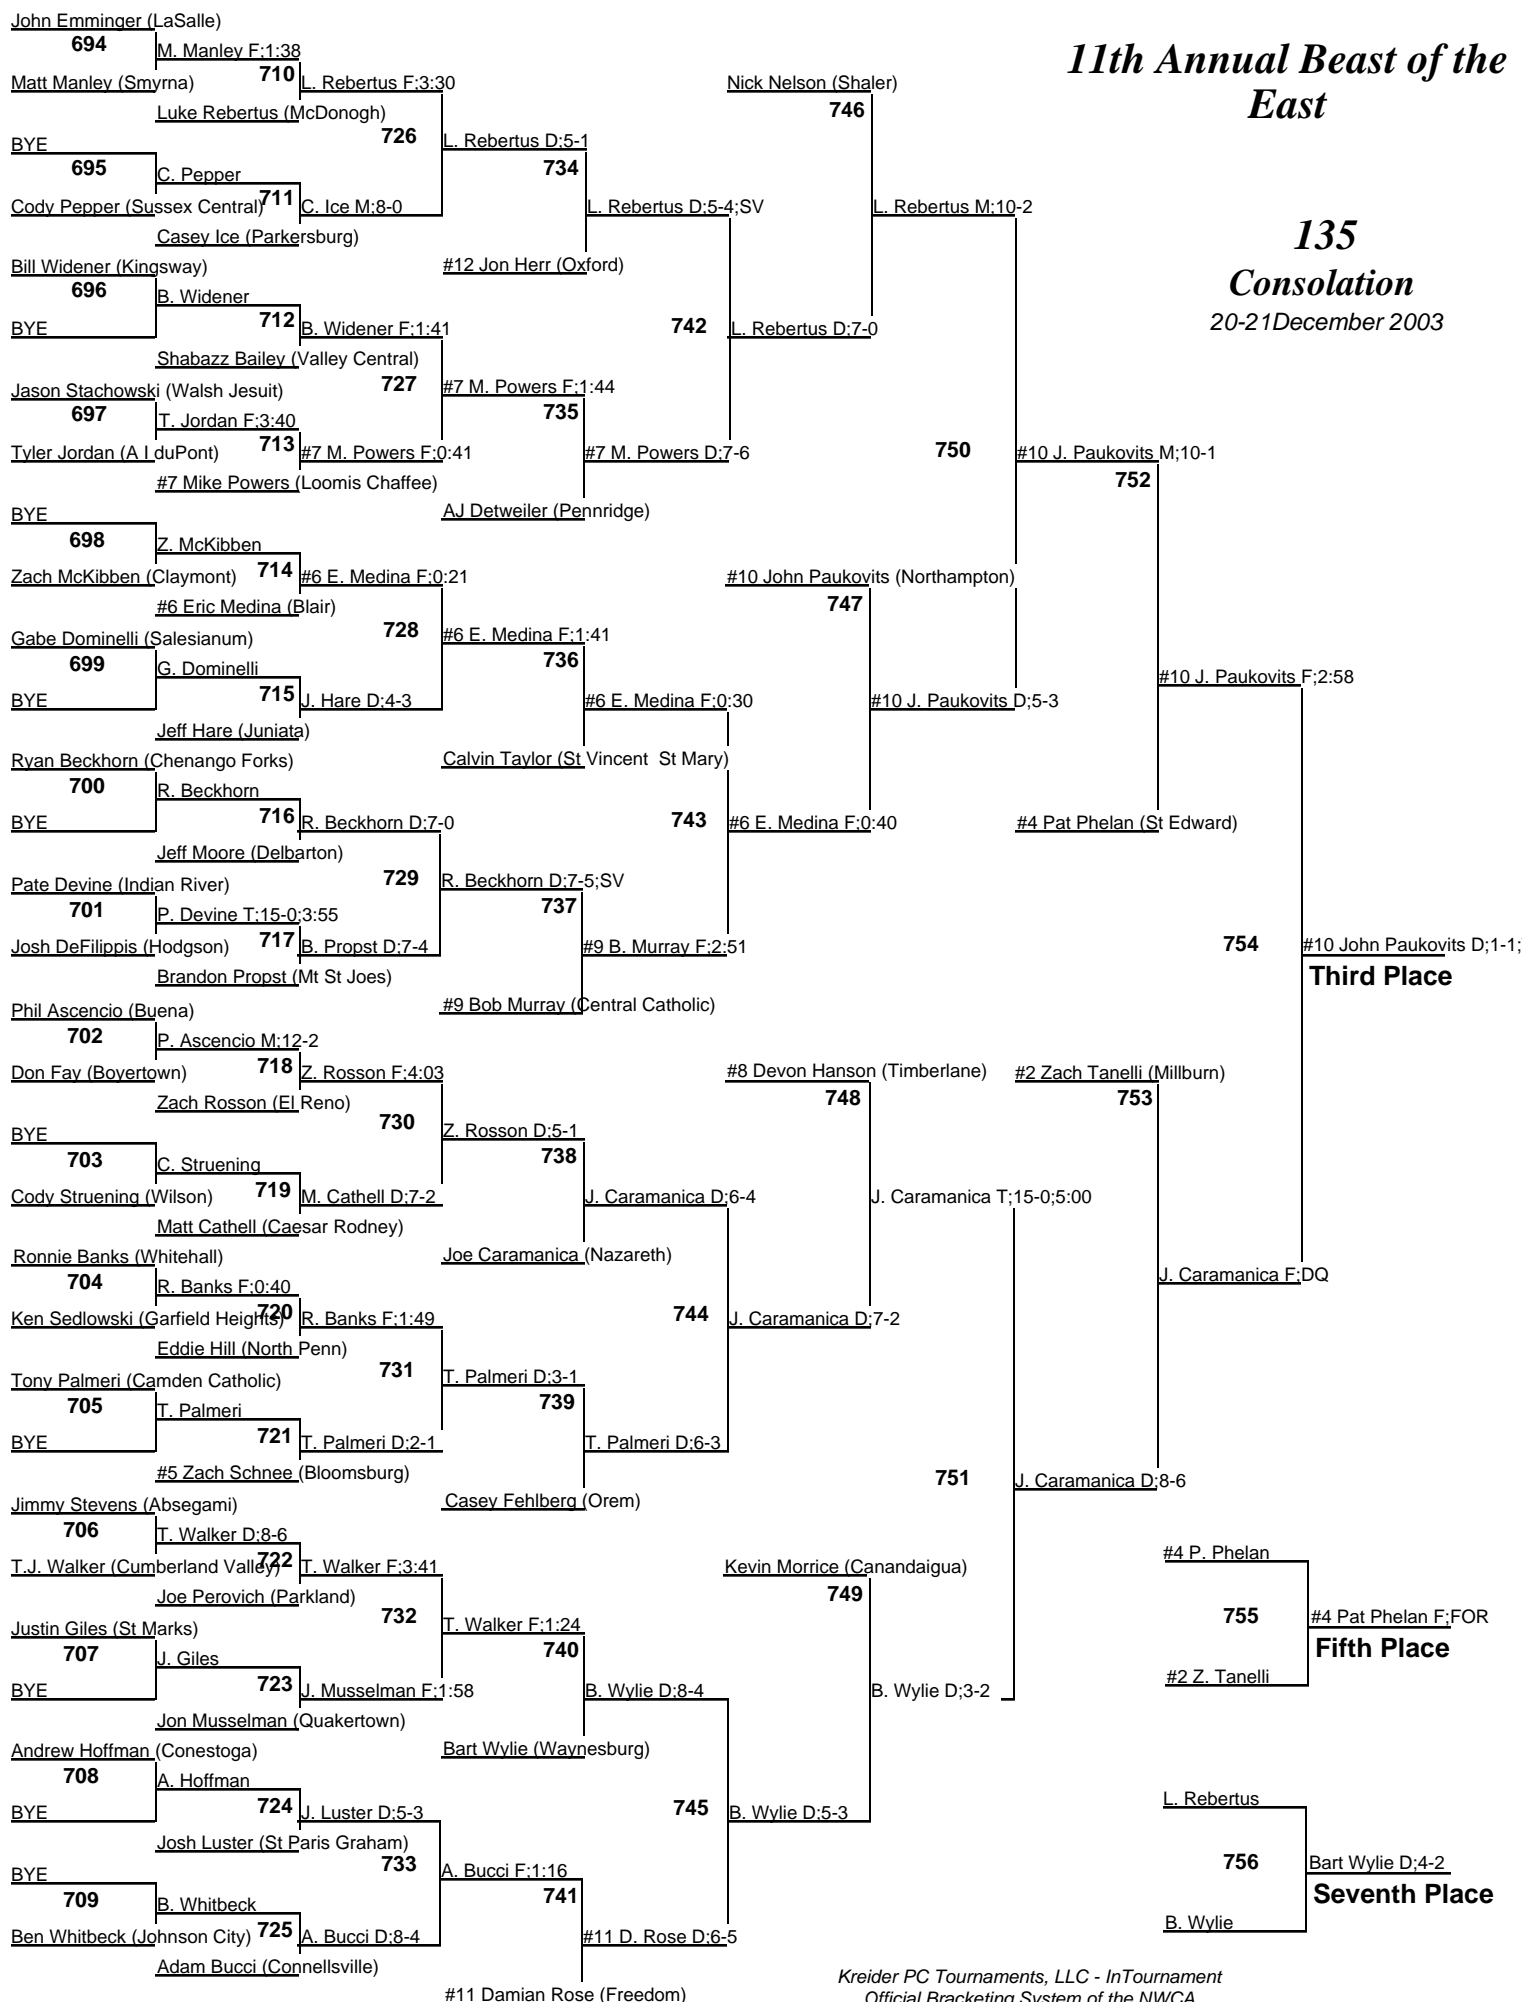 11th Annual Beast of the
East
135
Consolation
20-21December 2003
John Emminger (LaSalle)
694
M. Manley F;1:38
Matt Manley (Smyrna)
710
L. Rebertus F;3:30
Luke Rebertus (McDonogh)
726
BYE
L. Rebertus D;5-1
695
C. Pepper
734
Cody Pepper (Sussex Central)
711
C. Ice M;8-0
L. Rebertus D;5-4;SV
Casey Ice (Parkersburg)
#12 Jon Herr (Oxford)
Bill Widener (Kingsway)
696
B. Widener
BYE
712
B. Widener F;1:41
742
L. Rebertus D;7-0
Shabazz Bailey (Valley Central)
727
#7 M. Powers F;1:44
Jason Stachowski (Walsh Jesuit)
697
T. Jordan F;3:40
735
Tyler Jordan (A I duPont)
713
#7 M. Powers F;0:41
#7 M. Powers D;7-6
#7 Mike Powers (Loomis Chaffee)
AJ Detweiler (Pennridge)
Nick Nelson (Shaler)
746
L. Rebertus M;10-2
750
#10 J. Paukovits M;10-1
752
BYE
698
Z. McKibben
Zach McKibben (Claymont)
714
#6 E. Medina F;0:21
#10 John Paukovits (Northampton)
#6 Eric Medina (Blair)
747
728
#6 E. Medina F;1:41
Gabe Dominelli (Salesianum)
699
G. Dominelli
736
#10 J. Paukovits F;2:58
BYE
715
J. Hare D;4-3
#6 E. Medina F;0:30
#10 J. Paukovits D;5-3
Jeff Hare (Juniata)
Calvin Taylor (St Vincent  St Mary)
Ryan Beckhorn (Chenango Forks)
700
R. Beckhorn
BYE
716
R. Beckhorn D;7-0
743
#6 E. Medina F;0:40
#4 Pat Phelan (St Edward)
Jeff Moore (Delbarton)
729
R. Beckhorn D;7-5;SV
Pate Devine (Indian River)
701
P. Devine T;15-0;3:55
737
Josh DeFilippis (Hodgson)
717
B. Propst D;7-4
#9 B. Murray F;2:51
754
#10 John Paukovits D;1-1;
Third Place
Brandon Propst (Mt St Joes)
#9 Bob Murray (Central Catholic)
Phil Ascencio (Buena)
702
P. Ascencio M;12-2
Don Fay (Boyertown)
718
Z. Rosson F;4:03
#8 Devon Hanson (Timberlane)
#2 Zach Tanelli (Millburn)
Zach Rosson (El Reno)
748
753
730
Z. Rosson D;5-1
BYE
703
C. Struening
738
Cody Struening (Wilson)
719
M. Cathell D;7-2
J. Caramanica D;6-4
J. Caramanica T;15-0;5:00
Matt Cathell (Caesar Rodney)
Joe Caramanica (Nazareth)
Ronnie Banks (Whitehall)
704
R. Banks F;0:40
J. Caramanica F;DQ
Ken Sedlowski (Garfield Heights)
720
R. Banks F;1:49
744
J. Caramanica D;7-2
Eddie Hill (North Penn)
731
T. Palmeri D;3-1
Tony Palmeri (Camden Catholic)
705
T. Palmeri
739
BYE
721
T. Palmeri D;2-1
T. Palmeri D;6-3
#5 Zach Schnee (Bloomsburg)
751
J. Caramanica D;8-6
Casey Fehlberg (Orem)
Jimmy Stevens (Absegami)
706
T. Walker D;8-6
T.J. Walker (Cumberland Valley)
722
T. Walker F;3:41
Kevin Morrice (Canandaigua)
#4 P. Phelan
Joe Perovich (Parkland)
749
732
T. Walker F;1:24
755
#4 Pat Phelan F;FOR
Fifth Place
Justin Giles (St Marks)
707
J. Giles
740
#2 Z. Tanelli
BYE
723
J. Musselman F;1:58
B. Wylie D;8-4
B. Wylie D;3-2
Jon Musselman (Quakertown)
Bart Wylie (Waynesburg)
Andrew Hoffman (Conestoga)
708
A. Hoffman
BYE
724
J. Luster D;5-3
745
B. Wylie D;5-3
L. Rebertus
Josh Luster (St Paris Graham)
733
A. Bucci F;1:16
756
Bart Wylie D;4-2
Seventh Place
BYE
709
B. Whitbeck
741
B. Wylie
Ben Whitbeck (Johnson City)
725
A. Bucci D;8-4
#11 D. Rose D;6-5
Adam Bucci (Connellsville)
#11 Damian Rose (Freedom)
Kreider PC Tournaments, LLC - InTournament
Official Bracketing System of the NWCA